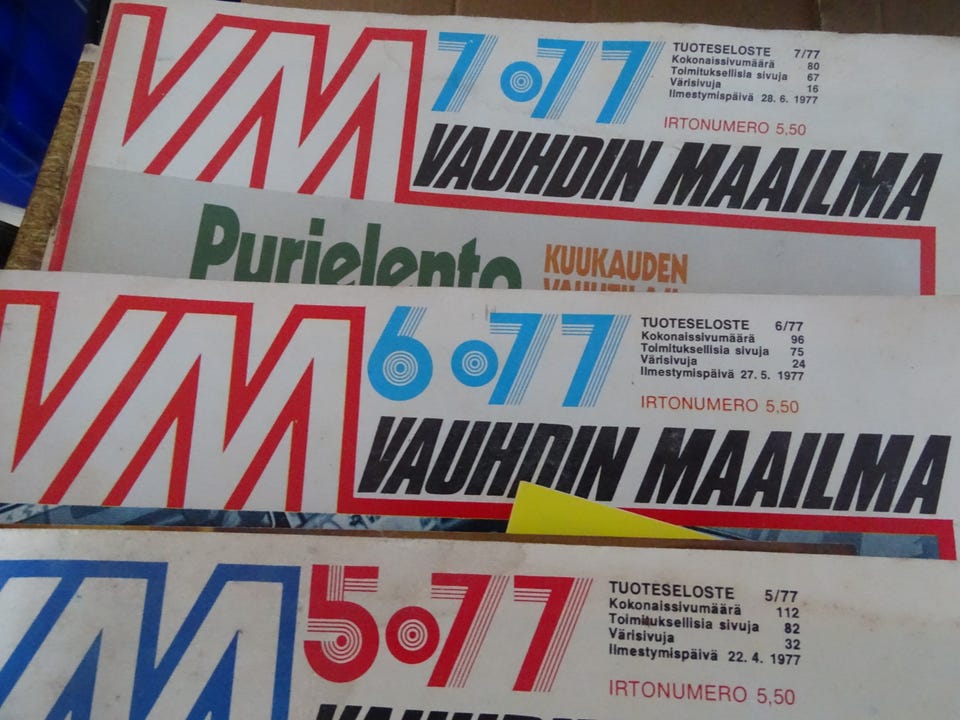 VM 7·77
TUOTESELOSTE 7/77
Kokonaissivumäärä 80
Toimituksellisia sivuja 67
Värisivuja 16
Ilmestymispäivä 28. 6. 1977
IRTONUMERO 5,50
VAUHDIN MAAILMA
Purjelento
KUUKAUDEN
VM 6·77
TUOTESELOSTE 6/77
Kokonaissivumäärä 96
Toimituksellisia sivuja 75
Värisivuja 24
Ilmestymispäivä 27. 5. 1977
IRTONUMERO 5,50
VAUHDIN MAAILMA
VM 5·77
TUOTESELOSTE 5/77
Kokonaissivumäärä 112
Toimituksellisia sivuja 82
Värisivuja 32
Ilmestymispäivä 22. 4. 1977
IRTONUMERO 5,50